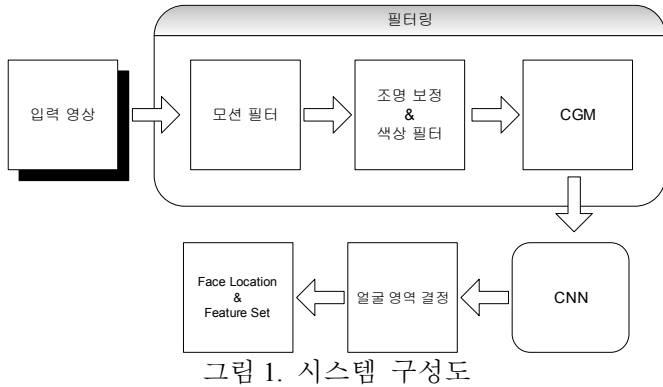 필터링
입력 영상
모션 필터
조명 보정
&
색상 필터
CGM
Face Location
&
Feature Set
얼굴 영역 결정
CNN
그림 1. 시스템 구성도